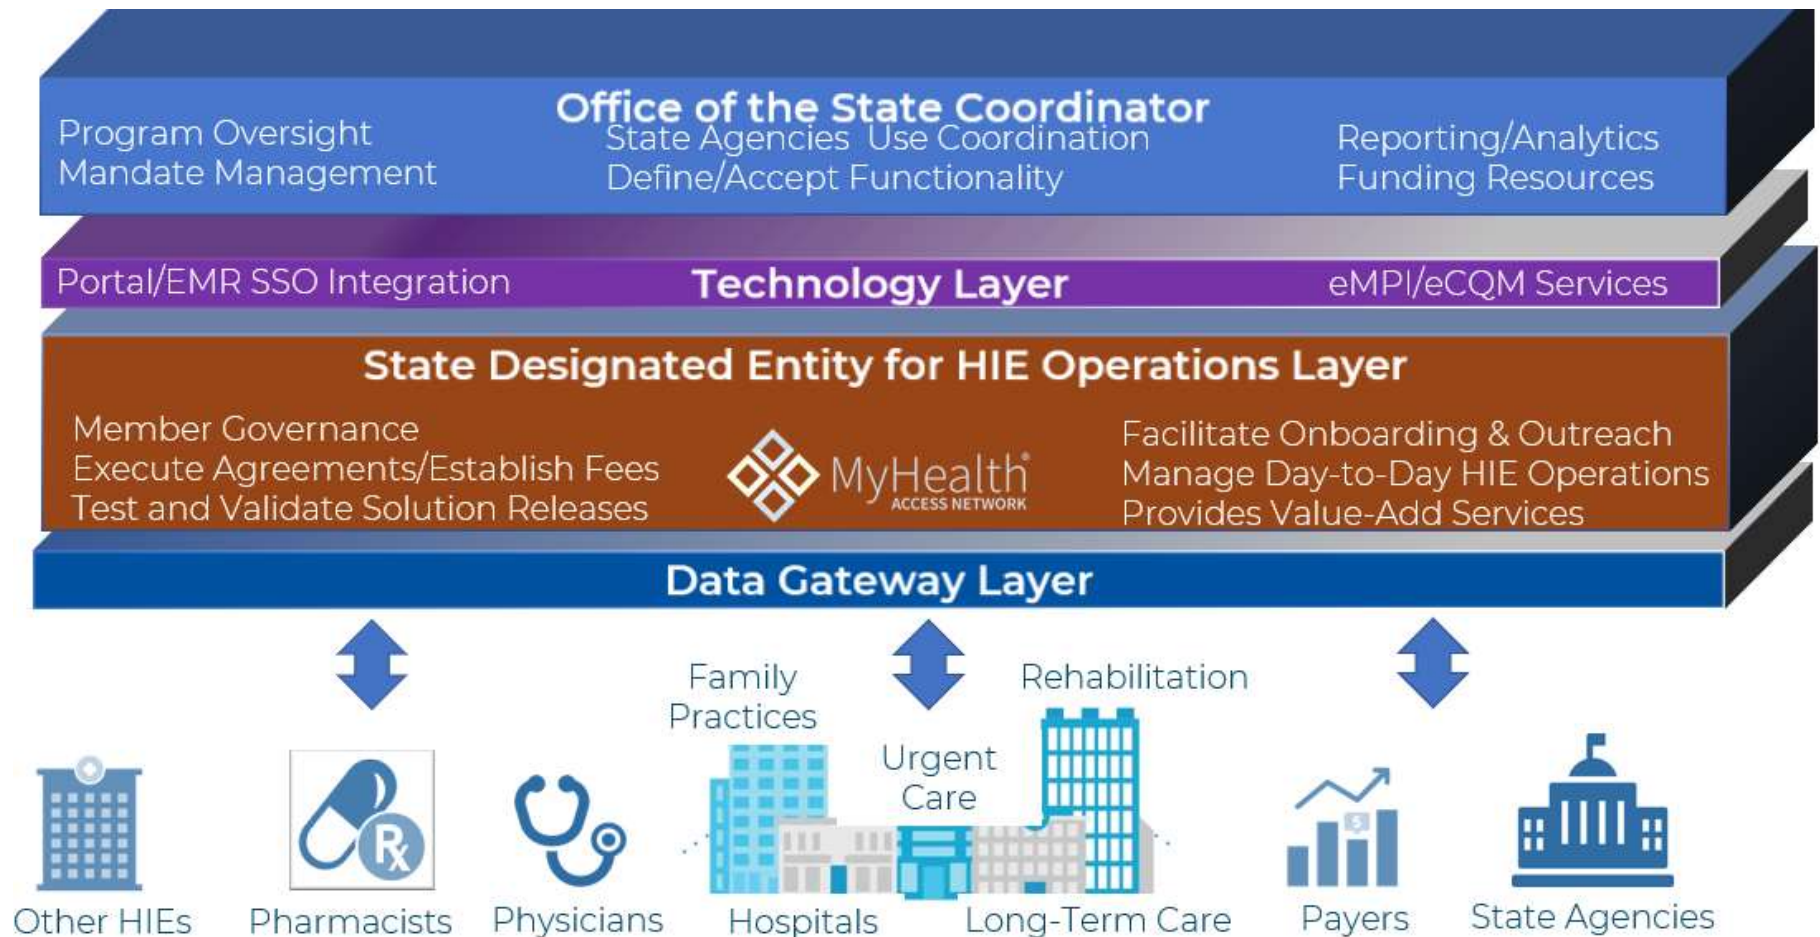 Office of the State Coordinator
Program Oversight
Mandate Management
State Agencies Use Coordination
Define/Accept Functionality
Reporting/Analytics
Funding Resources
Portal/EMR SSO Integration
Technology Layer
eMPI/eCQM Services
State Designated Entity for HIE Operations Layer
Member Governance
Execute Agreements/Establish Fees
Test and Validate Solution Releases
MyHealth®
ACCESS NETWORK
Facilitate Onboarding & Outreach
Manage Day-to-Day HIE Operations
Provides Value-Add Services
Data Gateway Layer
Family
Practices
Urgent
Care
Rehabilitation
Rx
$
Other HIEs
Pharmacists
Physicians
Hospitals
Long-Term Care
Payers
State Agencies